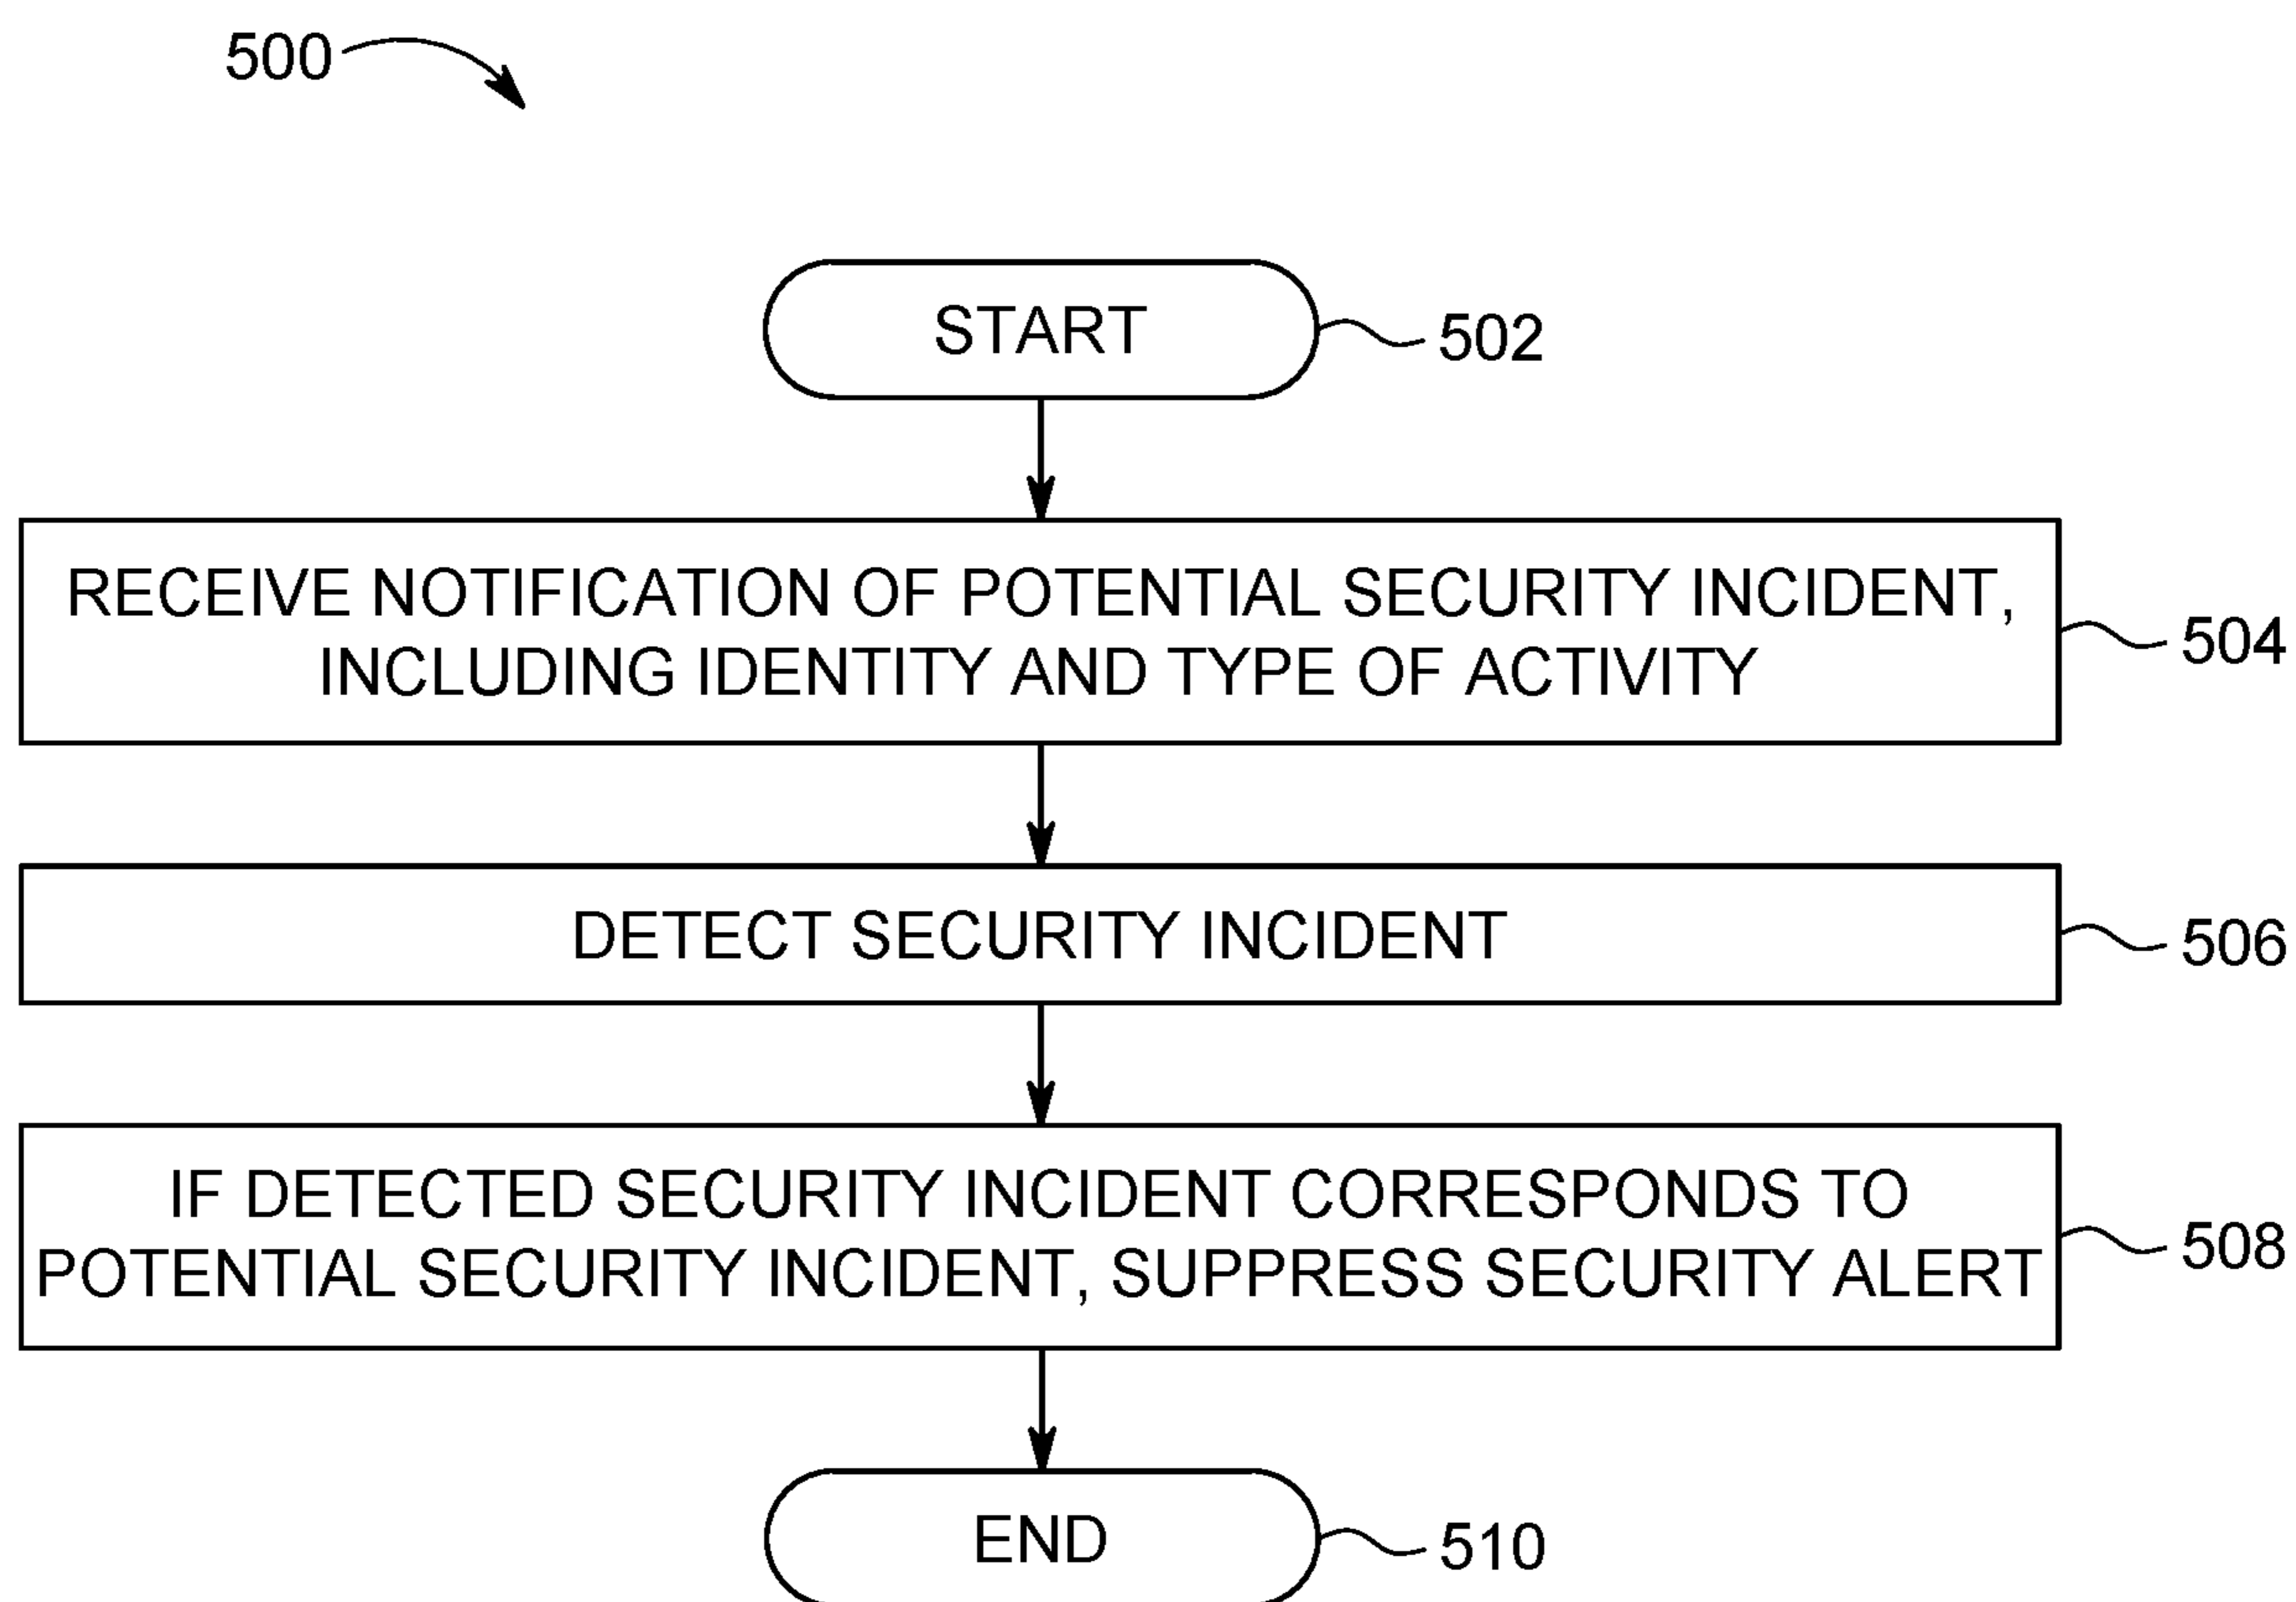 500
START
502
RECEIVE NOTIFICATION OF POTENTIAL SECURITY INCIDENT,
INCLUDING IDENTITY AND TYPE OF ACTIVITY
504
DETECT SECURITY INCIDENT
506
IF DETECTED SECURITY INCIDENT CORRESPONDS TO
POTENTIAL SECURITY INCIDENT, SUPPRESS SECURITY ALERT
508
END
510